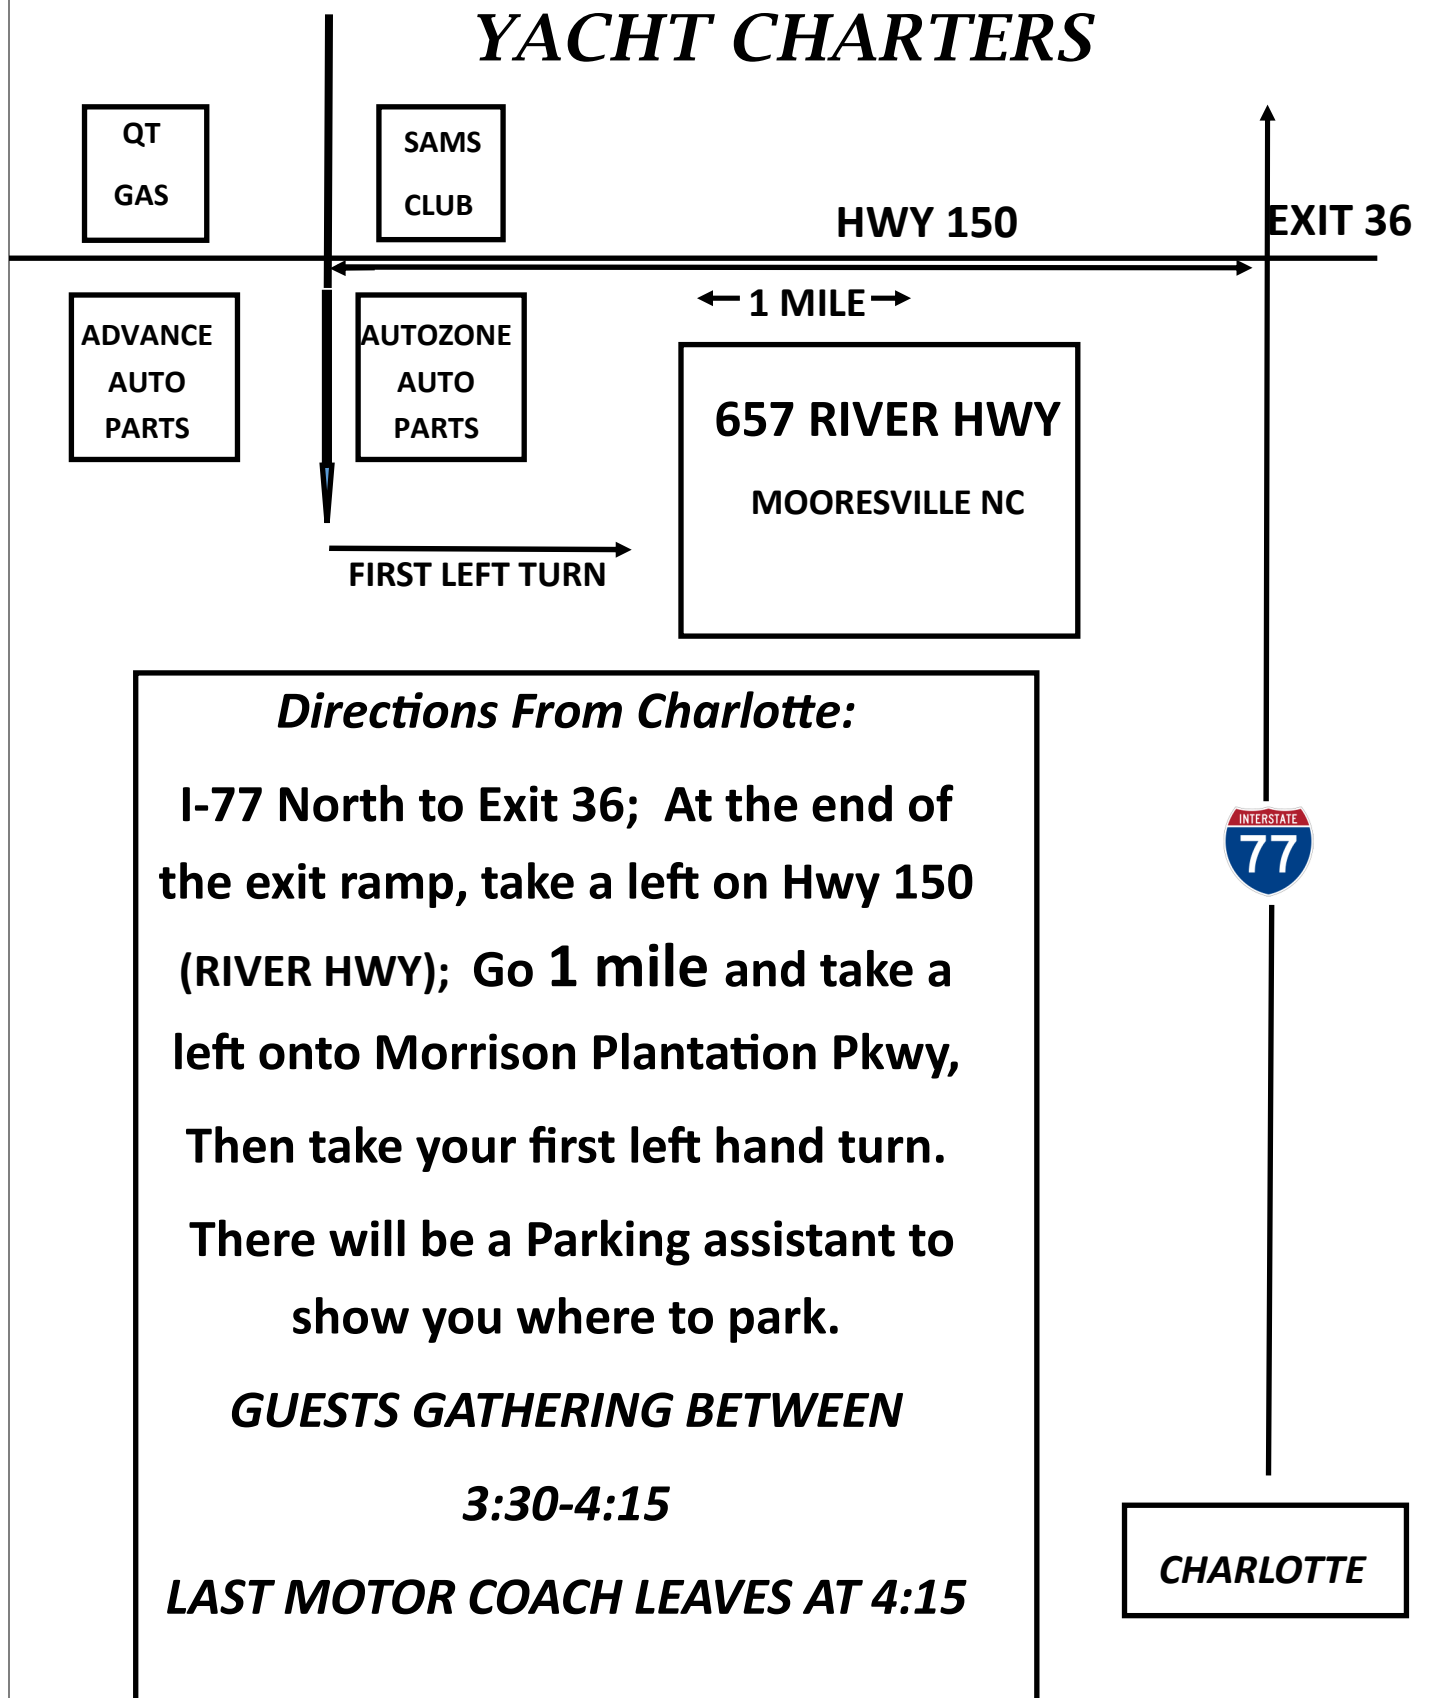 YACHT CHARTERS
QT
GAS
SAMS
CLUB
HWY 150
EXIT 36
1 MILE
ADVANCE
AUTO
PARTS
AUTOZONE
AUTO
PARTS
657 RIVER HWY
MOORESVILLE NC
FIRST LEFT TURN
Directions From Charlotte:
I-77 North to Exit 36;  At the end of
the exit ramp, take a left on Hwy 150
(RIVER HWY);  Go 1 mile and take a
left onto Morrison Plantation Pkwy,
Then take your first left hand turn.
There will be a Parking assistant to
show you where to park.
GUESTS GATHERING BETWEEN
3:30-4:15
LAST MOTOR COACH LEAVES AT 4:15
INTERSTATE
77
CHARLOTTE